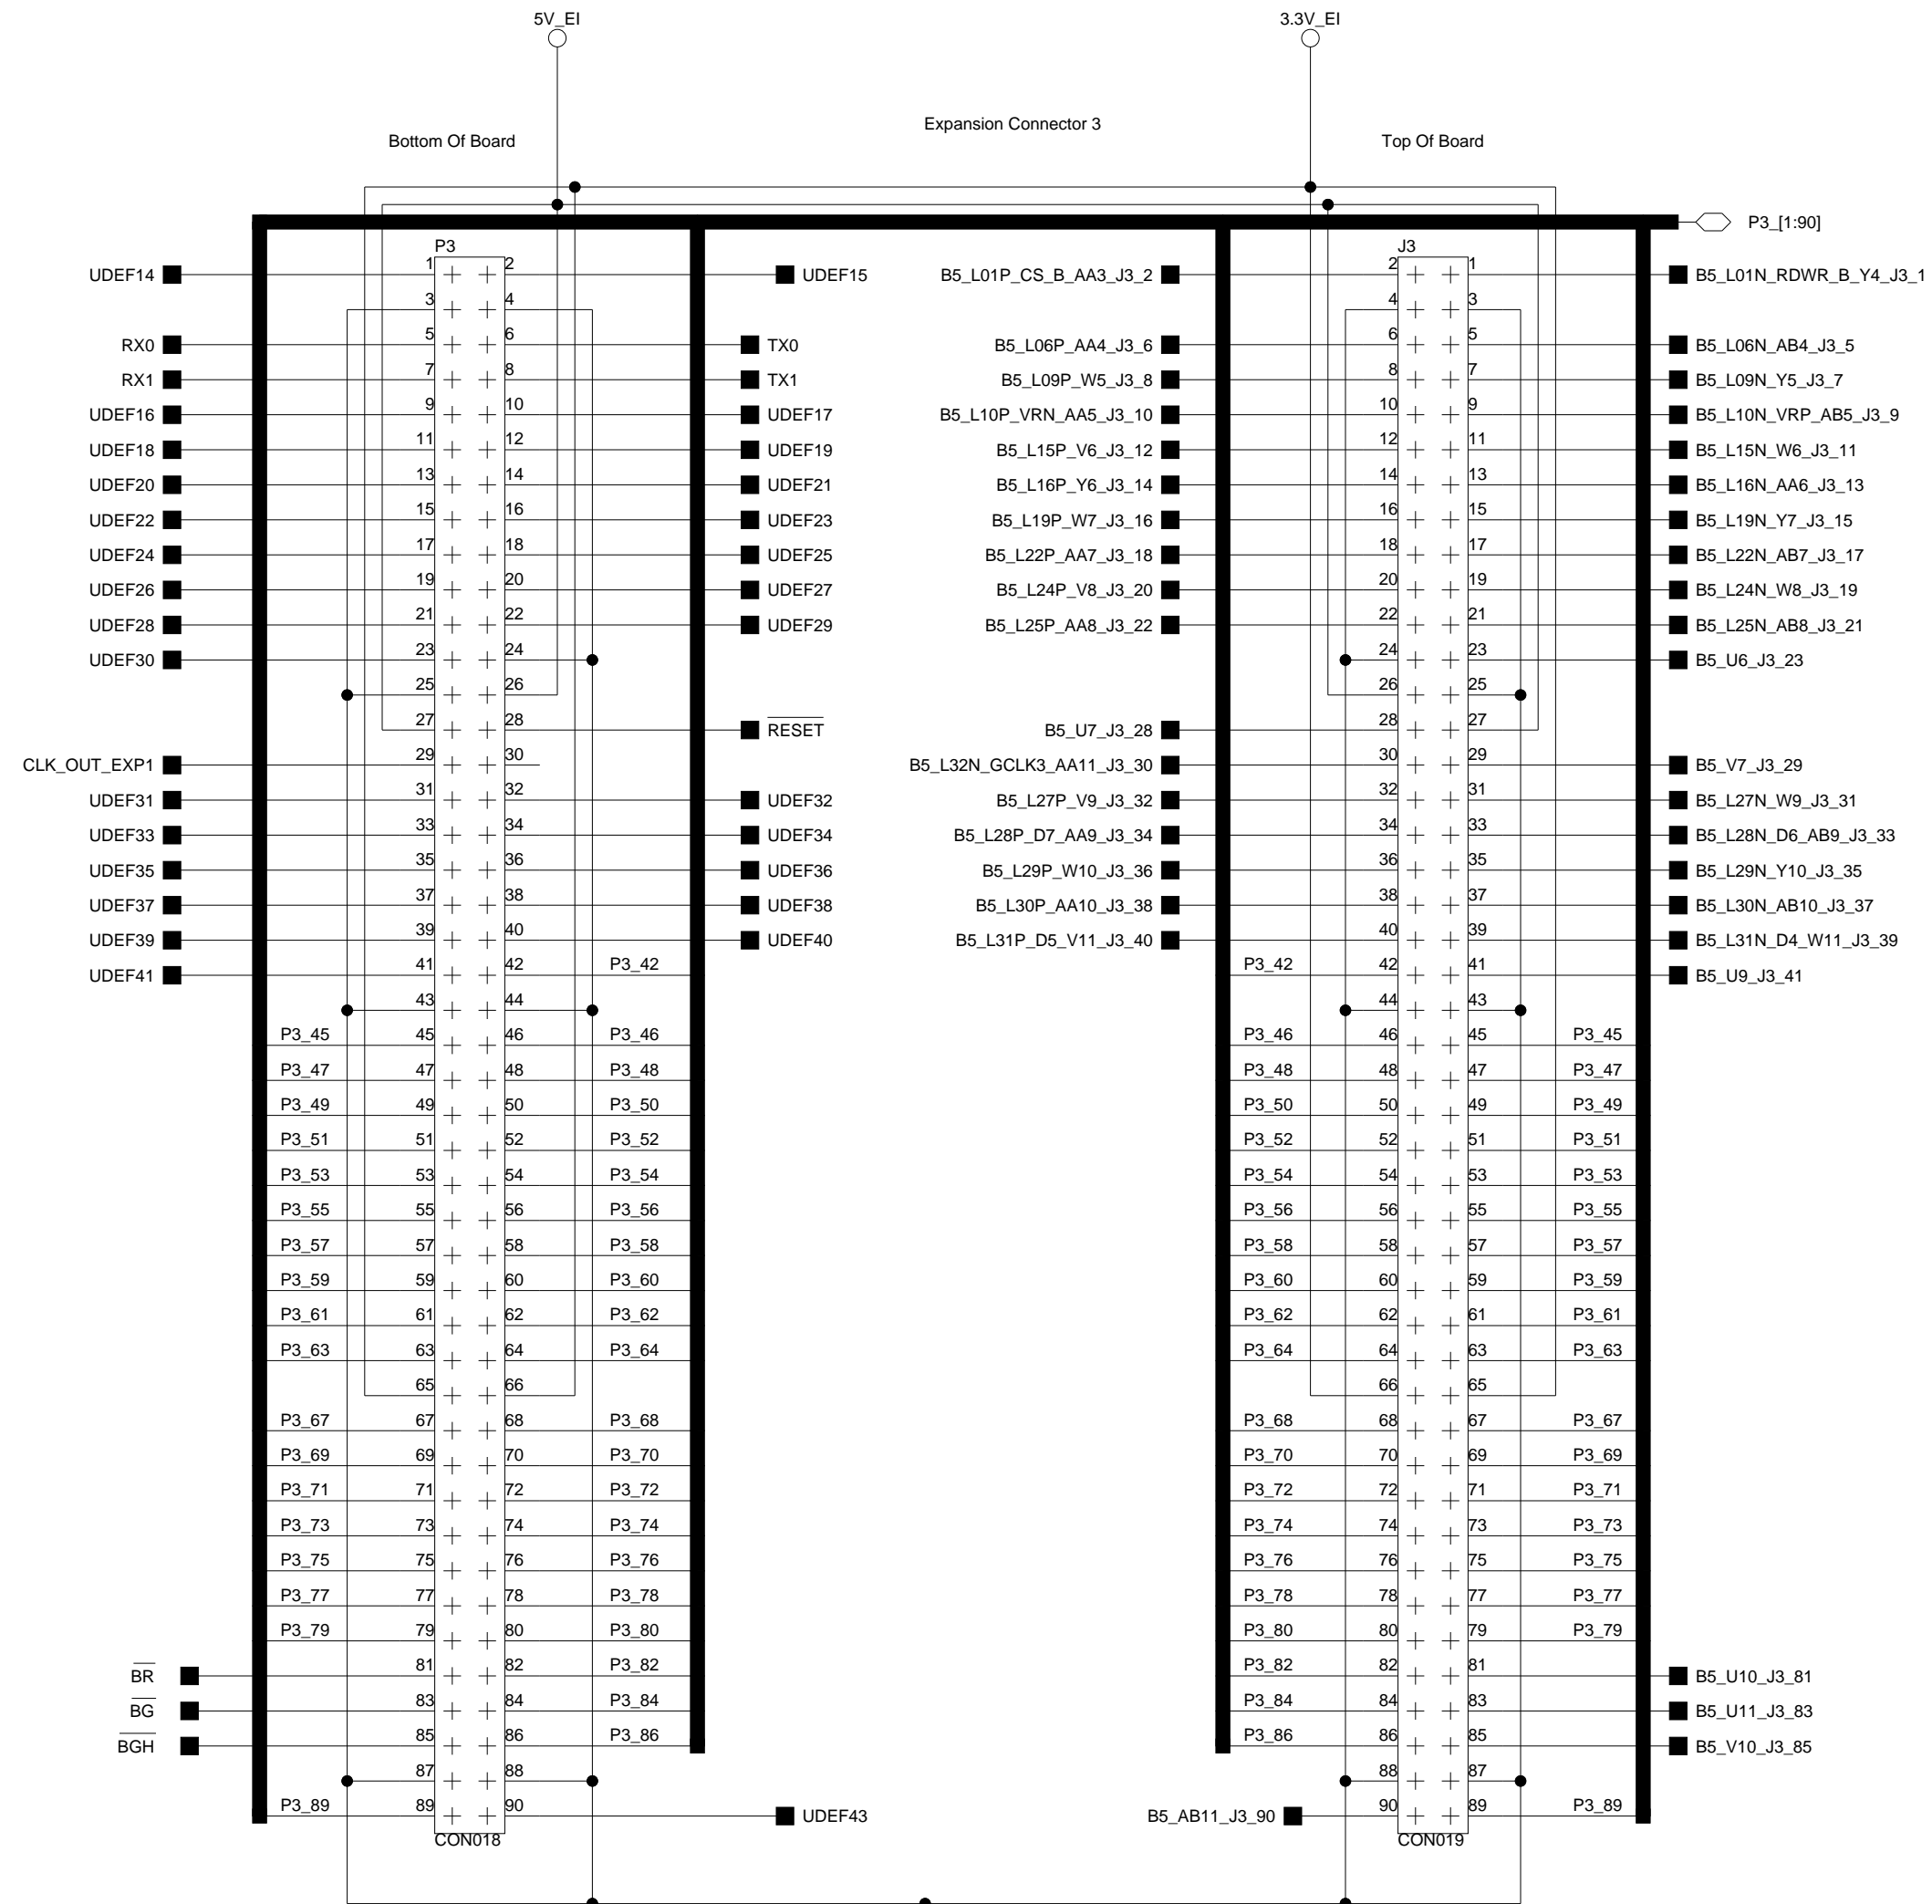 5V_EI 3.3V_EI
Expansion Connector 3
Bottom Of Board Top Of Board
P3_[1:90]
P3 J3
UDEF14 1 2 UDEF15 B5_L01P_CS_B_AA3_J3_2 2 1 B5_L01N_RDWR_B_Y4_J3_1
3 4 4 3
RX0 5 6 TX0 B5_L06P_AA4_J3_6 6 5 B5_L06N_AB4_J3_5
RX1 7 8 TX1 B5_L09P_W5_J3_8 8 7 B5_L09N_Y5_J3_7
UDEF16 9 10 UDEF17 B5_L10P_VRN_AA5_J3_10 10 9 B5_L10N_VRP_AB5_J3_9
UDEF18 11 12 UDEF19 B5_L15P_V6_J3_12 12 11 B5_L15N_W6_J3_11
UDEF20 13 14 UDEF21 B5_L16P_Y6_J3_14 14 13 B5_L16N_AA6_J3_13
UDEF22 15 16 UDEF23 B5_L19P_W7_J3_16 16 15 B5_L19N_Y7_J3_15
UDEF24 17 18 UDEF25 B5_L22P_AA7_J3_18 18 17 B5_L22N_AB7_J3_17
UDEF26 19 20 UDEF27 B5_L24P_V8_J3_20 20 19 B5_L24N_W8_J3_19
UDEF28 21 22 UDEF29 B5_L25P_AA8_J3_22 22 21 B5_L25N_AB8_J3_21
UDEF30 23 24 24 23 B5_U6_J3_23
25 26 26 25
27 28 RESET B5_U7_J3_28 28 27
CLK_OUT_EXP1 29 30 B5_L32N_GCLK3_AA11_J3_30 30 29 B5_V7_J3_29
UDEF31 31 32 UDEF32 B5_L27P_V9_J3_32 32 31 B5_L27N_W9_J3_31
UDEF33 33 34 UDEF34 B5_L28P_D7_AA9_J3_34 34 33 B5_L28N_D6_AB9_J3_33
UDEF35 35 36 UDEF36 B5_L29P_W10_J3_36 36 35 B5_L29N_Y10_J3_35
UDEF37 37 38 UDEF38 B5_L30P_AA10_J3_38 38 37 B5_L30N_AB10_J3_37
UDEF39 39 40 UDEF40 B5_L31P_D5_V11_J3_40 40 39 B5_L31N_D4_W11_J3_39
UDEF41 41 42 P3_42 P3_42 42 41 B5_U9_J3_41
43 44 44 43
P3_45 45 46 P3_46 P3_46 46 45 P3_45
P3_47 47 48 P3_48 P3_48 48 47 P3_47
P3_49 49 50 P3_50 P3_50 50 49 P3_49
P3_51 51 52 P3_52 P3_52 52 51 P3_51
P3_53 53 54 P3_54 P3_54 54 53 P3_53
P3_55 55 56 P3_56 P3_56 56 55 P3_55
P3_57 57 58 P3_58 P3_58 58 57 P3_57
P3_59 59 60 P3_60 P3_60 60 59 P3_59
P3_61 61 62 P3_62 P3_62 62 61 P3_61
P3_63 63 64 P3_64 P3_64 64 63 P3_63
65 66 66 65
P3_67 67 68 P3_68 P3_68 68 67 P3_67
P3_69 69 70 P3_70 P3_70 70 69 P3_69
P3_71 71 72 P3_72 P3_72 72 71 P3_71
P3_73 73 74 P3_74 P3_74 74 73 P3_73
P3_75 75 76 P3_76 P3_76 76 75 P3_75
P3_77 77 78 P3_78 P3_78 78 77 P3_77
P3_79 79 80 P3_80 P3_80 80 79 P3_79
BR 81 82 P3_82 P3_82 82 81 B5_U10_J3_81
BG 83 84 P3_84 P3_84 84 83 B5_U11_J3_83
BGH 85 86 P3_86 P3_86 86 85 B5_V10_J3_85
87 88 88 87
P3_89 89 90 UDEF43 B5_AB11_J3_90 90 89 P3_89
CON018 CON019